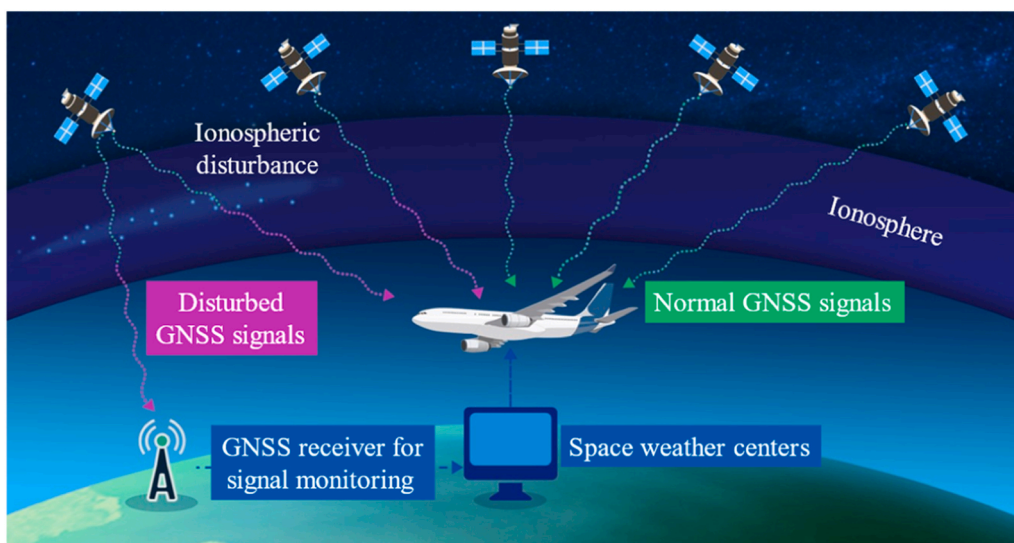 Ionospheric
disturbance
Ionosphere
Disturbed
GNSS signals
Normal GNSS signals
GNSS receiver for
signal monitoring
Space weather centers